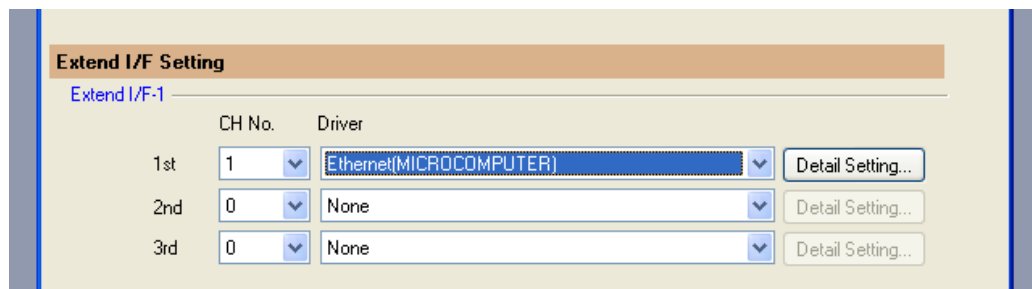 Extend I/F Setting
Extend I/F-1
CH No. Driver
1st 1 Ethernet(MICROCOMPUTER) Detail Setting...
2nd 0 None Detail Setting...
3rd 0 None Detail Setting...